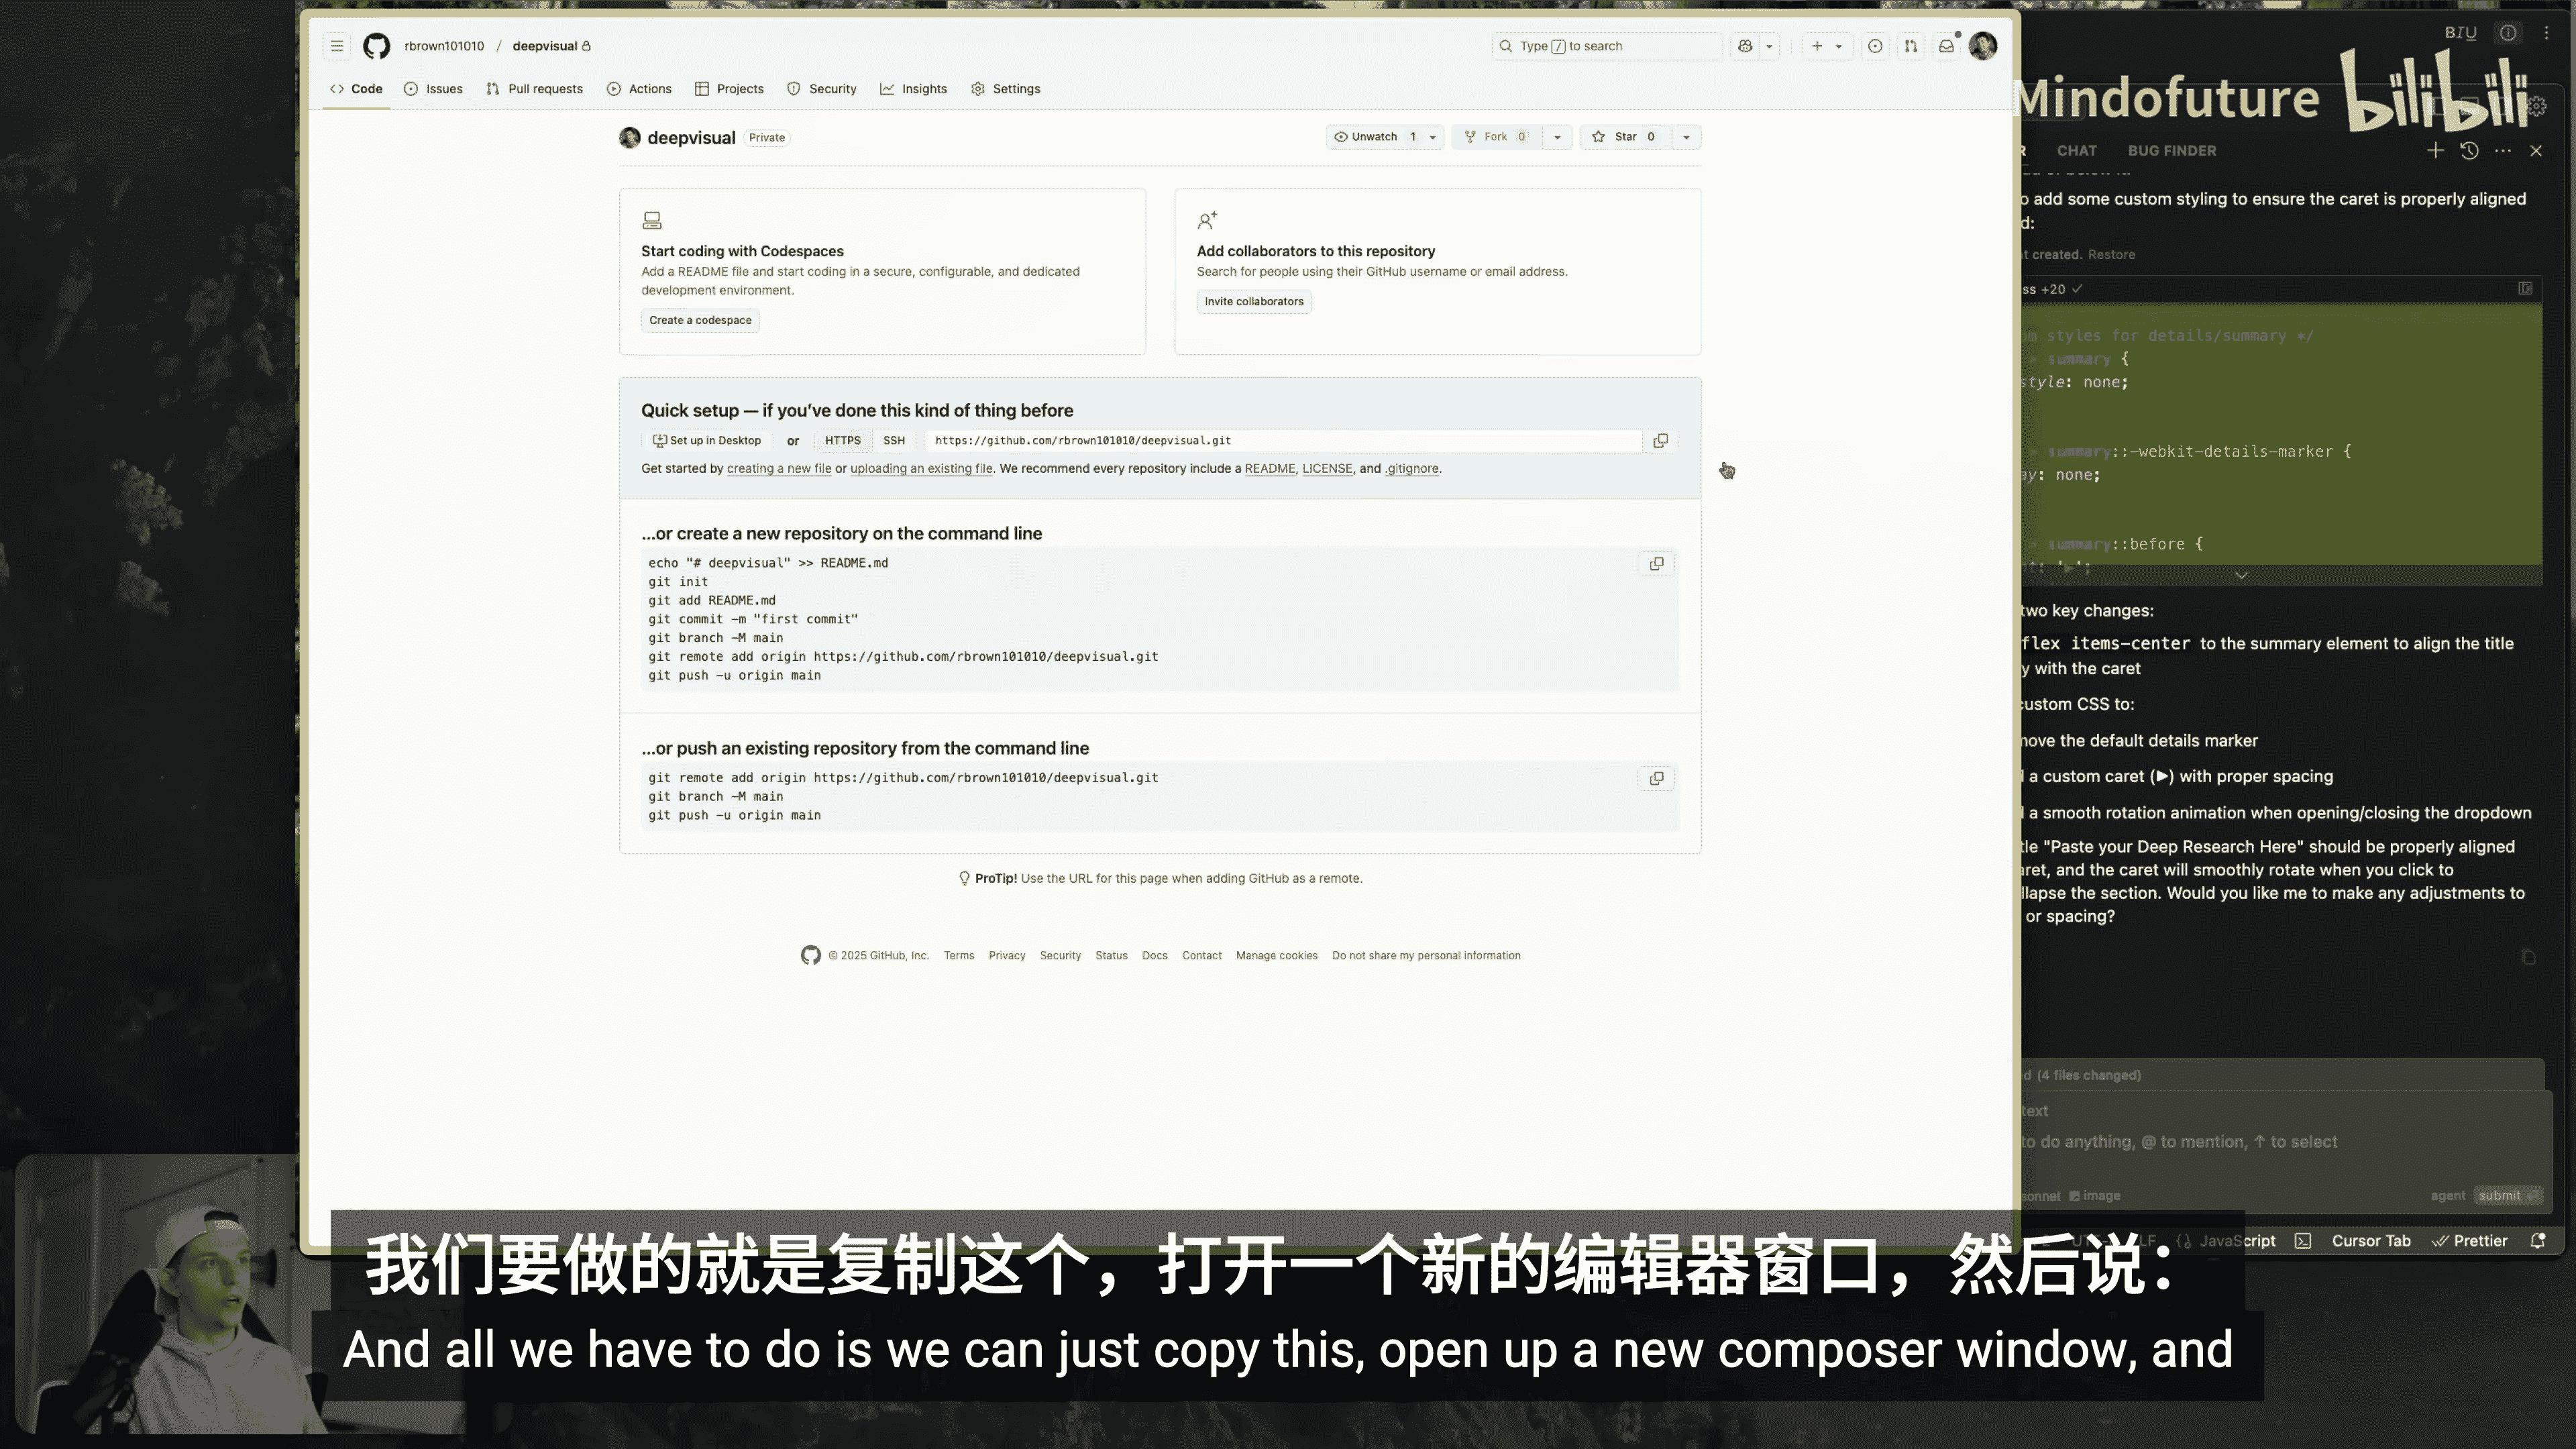 rbrown101010 / deepvisual
Type / to search
Code
Issues
Pull requests
Actions
Projects
Security
Insights
Settings
deepvisual Private
Unwatch 1
Fork 0
Star 0
Start coding with Codespaces
Add a README file and start coding in a secure, configurable, and dedicated
development environment.
Create a codespace
Add collaborators to this repository
Search for people using their GitHub username or email address.
Invite collaborators
Quick setup — if you've done this kind of thing before
Set up in Desktop or HTTPS SSH https://github.com/rbrown101010/deepvisual.git
Get started by creating a new file or uploading an existing file. We recommend every repository include a README, LICENSE, and .gitignore.
...or create a new repository on the command line
echo "# deepvisual" >> README.md
git init
git add README.md
git commit -m "first commit"
git branch -M main
git remote add origin https://github.com/rbrown101010/deepvisual.git
git push -u origin main
...or push an existing repository from the command line
git remote add origin https://github.com/rbrown101010/deepvisual.git
git branch -M main
git push -u origin main
ProTip! Use the URL for this page when adding GitHub as a remote.
© 2025 GitHub, Inc. Terms Privacy Security Status Docs Contact Manage cookies Do not share my personal information
BIU
Mindofuture bilibili
CHAT
BUG FINDER
add some custom styling to ensure the caret is properly aligned
created. Restore
+20
styles for details/summary */
summary {
style: none;
summary::-webkit-details-marker {
none;
summary::before {
two key changes:
flex items-center to the summary element to align the title
with the caret
custom CSS to:
the default details marker
a custom caret (▶) with proper spacing
a smooth rotation animation when opening/closing the dropdown
"Paste your Deep Research Here" should be properly aligned
and the caret will smoothly rotate when you click to
the section. Would you like me to make any adjustments to
or spacing?
(4 files changed)
to do anything, @ to mention, ↑ to select
sonnet image
agent submit
JavaScript
Cursor Tab
Prettier
我们要做的就是复制这个，打开一个新的编辑器窗口，然后说：
And all we have to do is we can just copy this, open up a new composer window, and